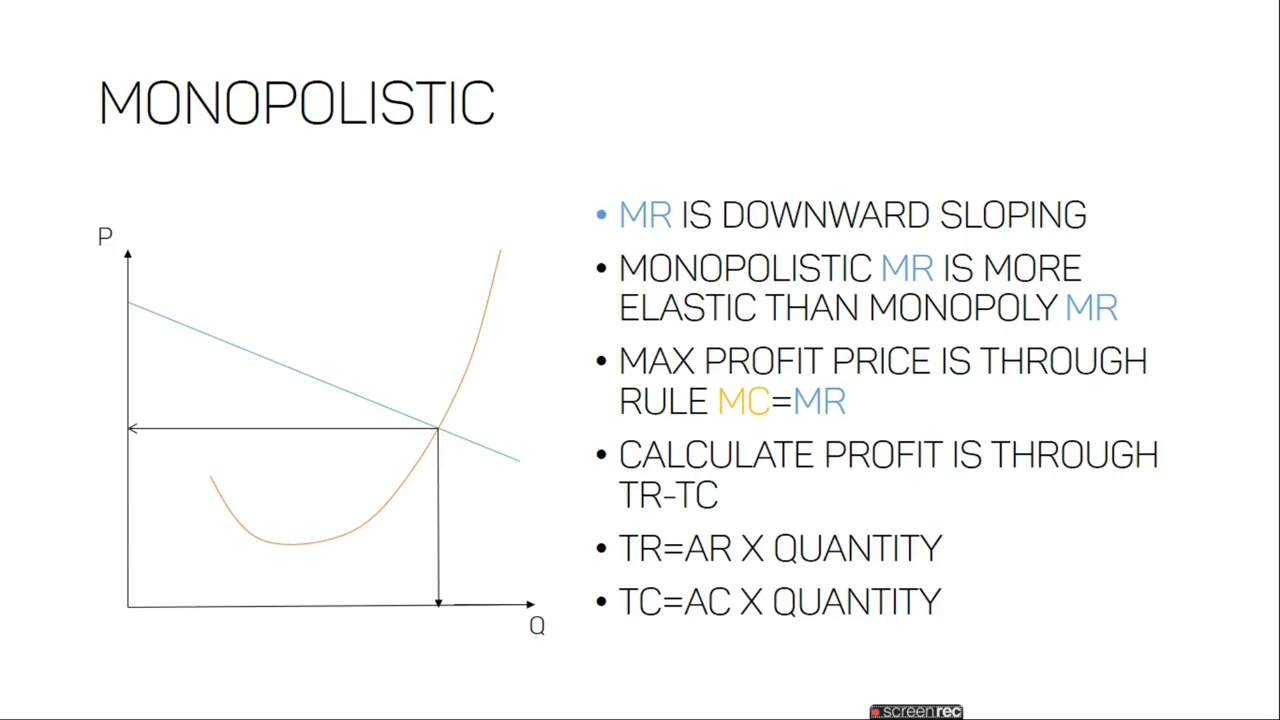 MONOPOLISTIC
P
Q
• MR IS DOWNWARD SLOPING
• MONOPOLISTIC MR IS MORE
ELASTIC THAN MONOPOLY MR
• MAX PROFIT PRICE IS THROUGH
RULE MC=MR
• CALCULATE PROFIT IS THROUGH
TR-TC
• TR=AR X QUANTITY
• TC=AC X QUANTITY
screenrec